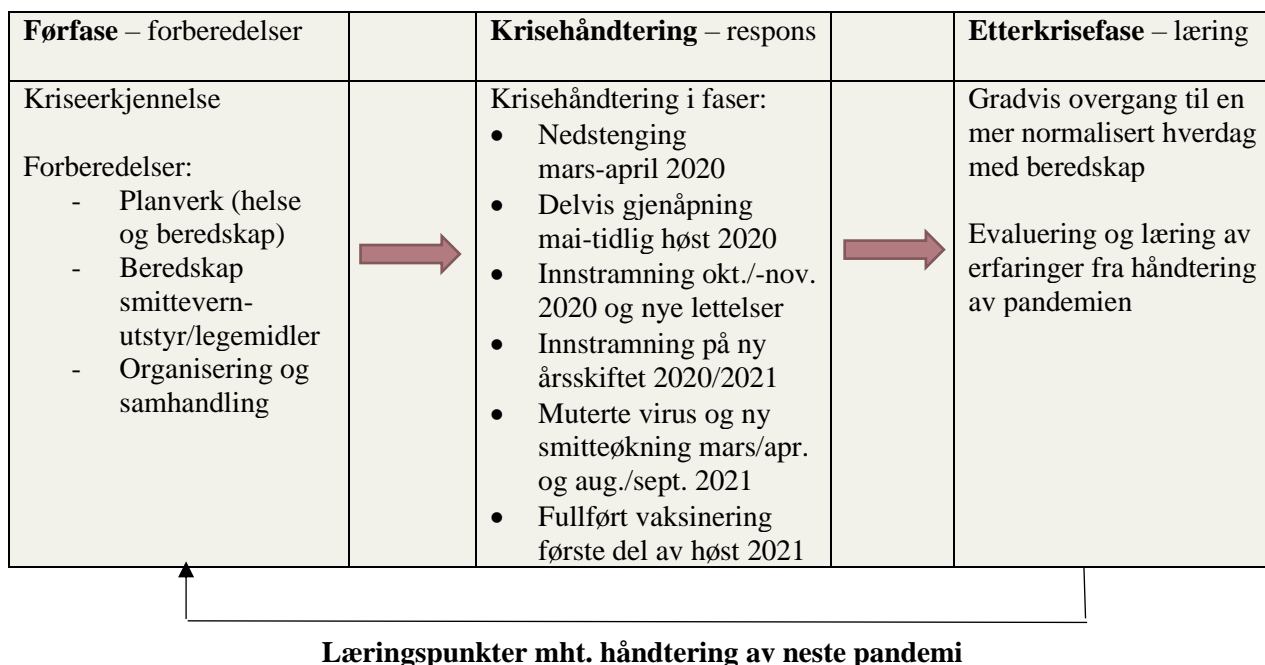 Førfase – forberedelser
Krisehåndtering – respons
Etterkrisefase – læring
Kriseerkjennelse
Forberedelser:
- Planverk (helse
og beredskap)
- Beredskap
smittevern-
utstyr/legemidler
- Organisering og
samhandling
Krisehåndtering i faser:
• Nedstenging
mars-april 2020
• Delvis gjenåpning
mai-tidlig høst 2020
• Innstramning okt./-nov.
2020 og nye lettelser
• Innstramning på ny
årsskiftet 2020/2021
• Muterte virus og ny
smitteøkning mars/apr.
og aug./sept. 2021
• Fullført vaksinering
første del av høst 2021
Gradvis overgang til en
mer normalisert hverdag
med beredskap
Evaluering og læring av
erfaringer fra håndtering
av pandemien
Læringspunkter mht. håndtering av neste pandemi